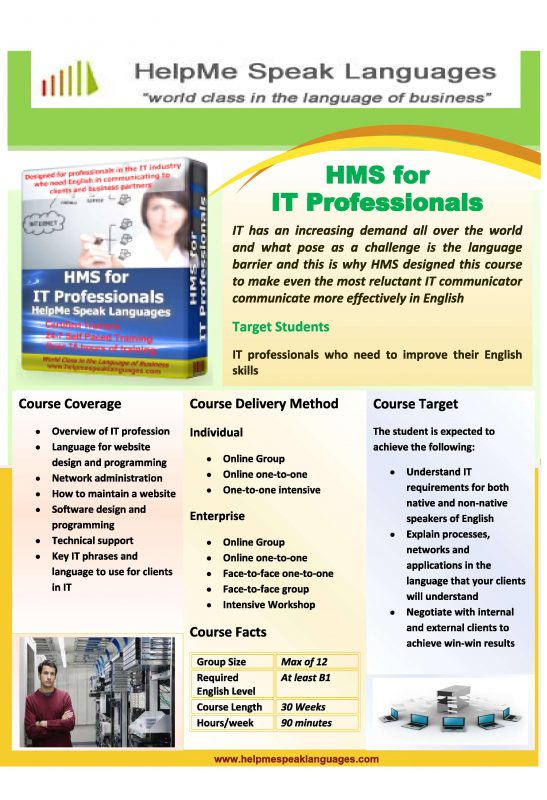 HelpMe Speak Languages
"world class in the language of business"
Designed for professionals in the IT industry
who need English in communicating to
clients and business partners
FIREWALL SERVER
INTERNET
HMS for
IT Professionals
HelpMe Speak Languages
Certified Trainers
24/7 Self Paced Training
World Class in the Language of Business
www.helpmespeaklanguages.com
HMS for
IT Professionals
HMS for
IT Professionals
IT has an increasing demand all over the world
and what pose as a challenge is the language
barrier and this is why HMS designed this course
to make even the most reluctant IT communicator
communicate more effectively in English
Target Students
IT professionals who need to improve their English
skills
Course Coverage
• Overview of IT profession
• Language for website
design and programming
• Network administration
• How to maintain a website
• Software design and
programming
• Technical support
• Key IT phrases and
language to use for clients
in IT
Course Delivery Method
Individual
• Online Group
• Online one-to-one
• One-to-one intensive
Enterprise
• Online Group
• Online one-to-one
• Face-to-face one-to-one
• Face-to-face group
• Intensive Workshop
Course Facts
Group Size Max of 12
Required At least B1
English Level
Course Length 30 Weeks
Hours/week 90 minutes
Course Target
The student is expected to
achieve the following:
• Understand IT
requirements for both
native and non-native
speakers of English
• Explain processes,
networks and
applications in the
language that your clients
will understand
• Negotiate with internal
and external clients to
achieve win-win results
www.helpmespeaklanguages.com